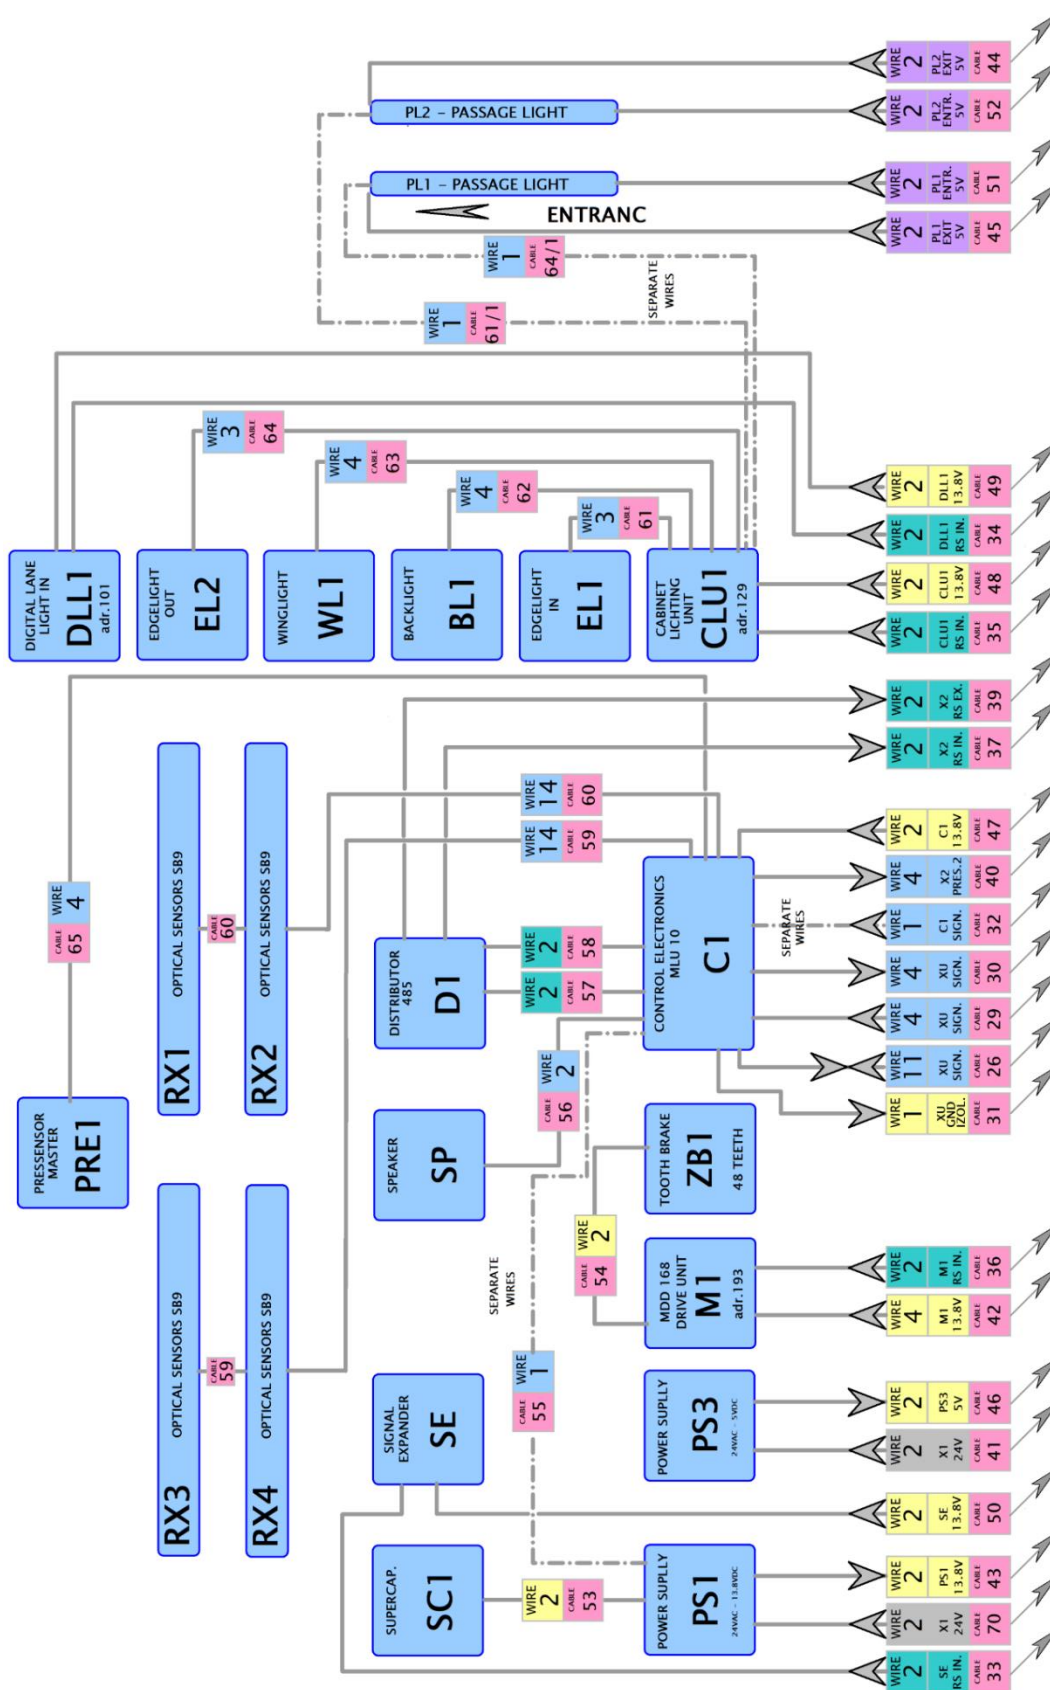 WIRE
2
PL2
EXIT
5V
CABLE
44
PL2 – PASSAGE LIGHT
WIRE
2
PL2
ENTR.
5V
CABLE
52
PL1 – PASSAGE LIGHT
WIRE
2
PL1
ENTR.
5V
CABLE
51
ENTRANC
WIRE
2
PL1
EXIT
5V
CABLE
45
WIRE
1
CABLE
64/1
SEPARATE
WIRES
WIRE
1
CABLE
61/1
WIRE
3
CABLE
64
WIRE
4
CABLE
63
WIRE
4
CABLE
62
WIRE
3
CABLE
61
DIGITAL LANE
LIGHT IN
DLL1
adr.101
EDGELIGHT
OUT
EL2
WINGLIGHT
WL1
BACKLIGHT
BL1
EDGELIGHT
IN
EL1
CABINET
LIGHTING
UNIT
CLU1
adr.129
WIRE
2
DLL1
13.8V
CABLE
49
WIRE
2
DLL1
RS IN.
CABLE
34
WIRE
2
CLU1
13.8V
CABLE
48
WIRE
2
CLU1
RS IN.
CABLE
35
WIRE
2
X2
RS EX.
CABLE
39
WIRE
2
X2
RS IN.
CABLE
37
WIRE
14
CABLE
60
WIRE
14
CABLE
59
CABLE
65
WIRE
4
OPTICAL SENSORS SB9
RX1
CABLE
60
OPTICAL SENSORS SB9
RX2
DISTRIBUTOR
485
D1
WIRE
2
CABLE
58
WIRE
2
CABLE
57
CONTROL ELECTRONICS
MLU 10
C1
SEPARATE
WIRES
WIRE
2
C1
13.8V
CABLE
47
WIRE
4
X2
PRES.2
CABLE
40
WIRE
1
C1
SIGN.
CABLE
32
WIRE
4
XU
SIGN.
CABLE
30
WIRE
4
XU
SIGN.
CABLE
29
WIRE
11
XU
SIGN.
CABLE
26
WIRE
1
XU
GND
IZOL.
CABLE
31
PRESSENSOR
MASTER
PRE1
CABLE
56
WIRE
2
SPEAKER
SP
TOOTH BRAKE
ZB1
48 TEETH
CABLE
54
WIRE
2
SEPARATE
WIRES
MDD 168
DRIVE UNIT
M1
adr.193
WIRE
2
M1
RS IN.
CABLE
36
WIRE
4
M1
13.8V
CABLE
42
OPTICAL SENSORS SB9
RX3
CABLE
59
OPTICAL SENSORS SB9
RX4
CABLE
55
WIRE
1
SIGNAL
EXPANDER
SE
POWER SUPLLY
PS3
24VAC – 5VDC
WIRE
2
PS3
5V
CABLE
46
WIRE
2
X1
24V
CABLE
41
WIRE
2
SE
13.8V
CABLE
50
SUPERCAP.
SC1
WIRE
2
CABLE
53
POWER SUPLLY
PS1
24VAC – 13.8VDC
WIRE
2
PS1
13.8V
CABLE
43
WIRE
2
X1
24V
CABLE
70
WIRE
2
SE
RS IN.
CABLE
33